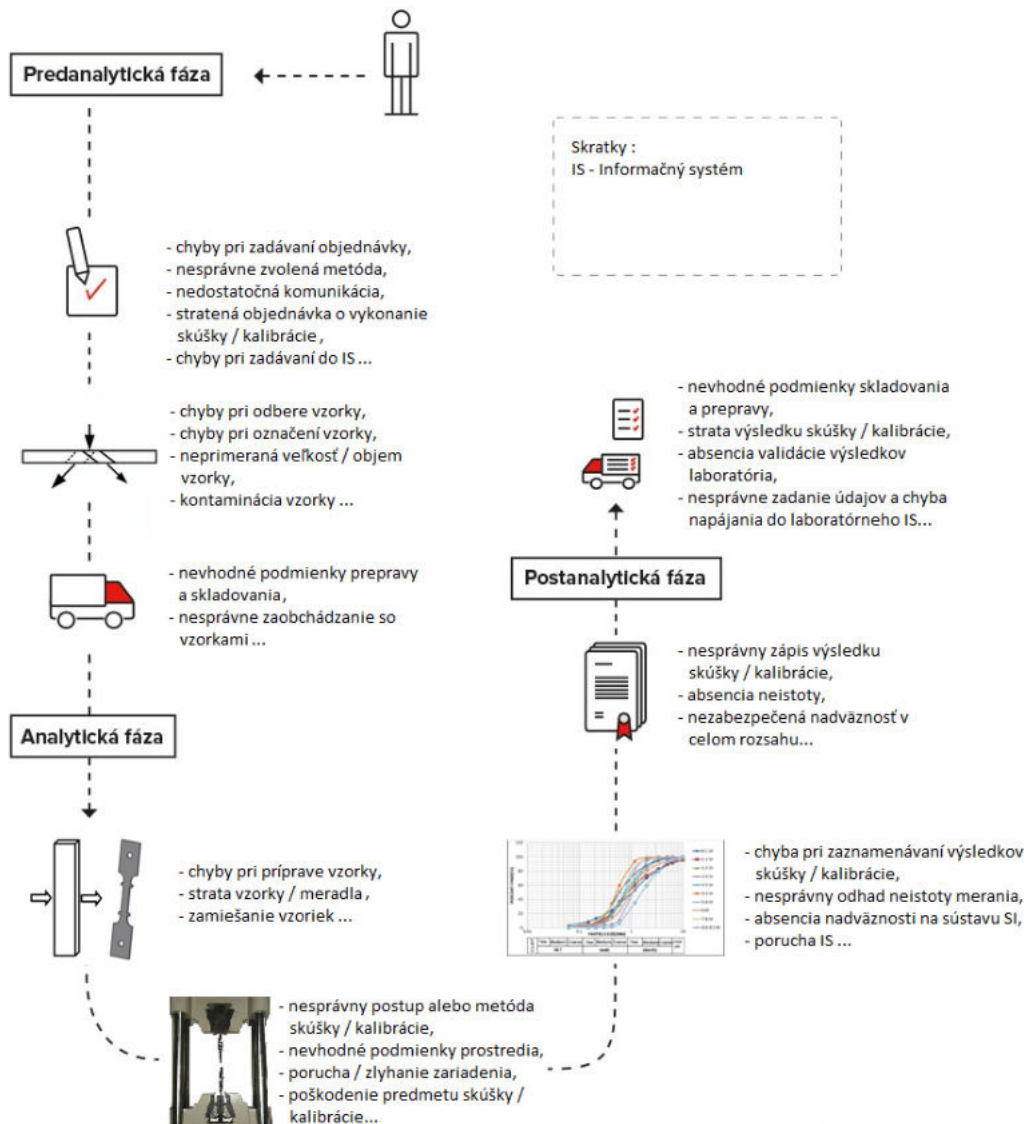 Predanalytická fáza
Skratky :
IS - Informačný systém
- chyby pri zadávaní objednávky,
- nesprávne zvolená metóda,
- nedostatočná komunikácia,
- stratená objednávka o vykonanie
skúšky / kalibrácie ,
- chyby pri zadávaní do IS ...
- chyby pri odbere vzorky,
- chyby pri označení vzorky,
- neprimeraná veľkosť / objem
vzorky,
- kontaminácia vzorky ...
- nevhodné podmienky prepravy
a skladovania,
- nesprávne zaobchádzanie so
vzorkami ...
Analytická fáza
- chyby pri príprave vzorky,
- strata vzorky / meradla,
- zamiešanie vzoriek ...
- nesprávny postup alebo metóda
skúšky / kalibrácie,
- nevhodné podmienky prostredia,
- porucha / zlyhanie zariadenia,
- poškodenie predmetu skúšky /
kalibrácie...
- chyba pri zaznamenávaní výsledkov
skúšky / kalibrácie,
- nesprávny odhad neistoty merania,
- absencia nadväznosti na sústavu SI,
- porucha IS ...
- nesprávny zápis výsledku
skúšky / kalibrácie,
- absencia neistoty,
- nezabezpečená nadväznosť v
celom rozsahu...
Postanalytická fáza
- nevhodné podmienky skladovania
a prepravy,
- strata výsledku skúšky / kalibrácie,
- absencia validácie výsledkov
laboratória,
- nesprávne zadanie údajov a chyba
napájania do laboratórneho IS...